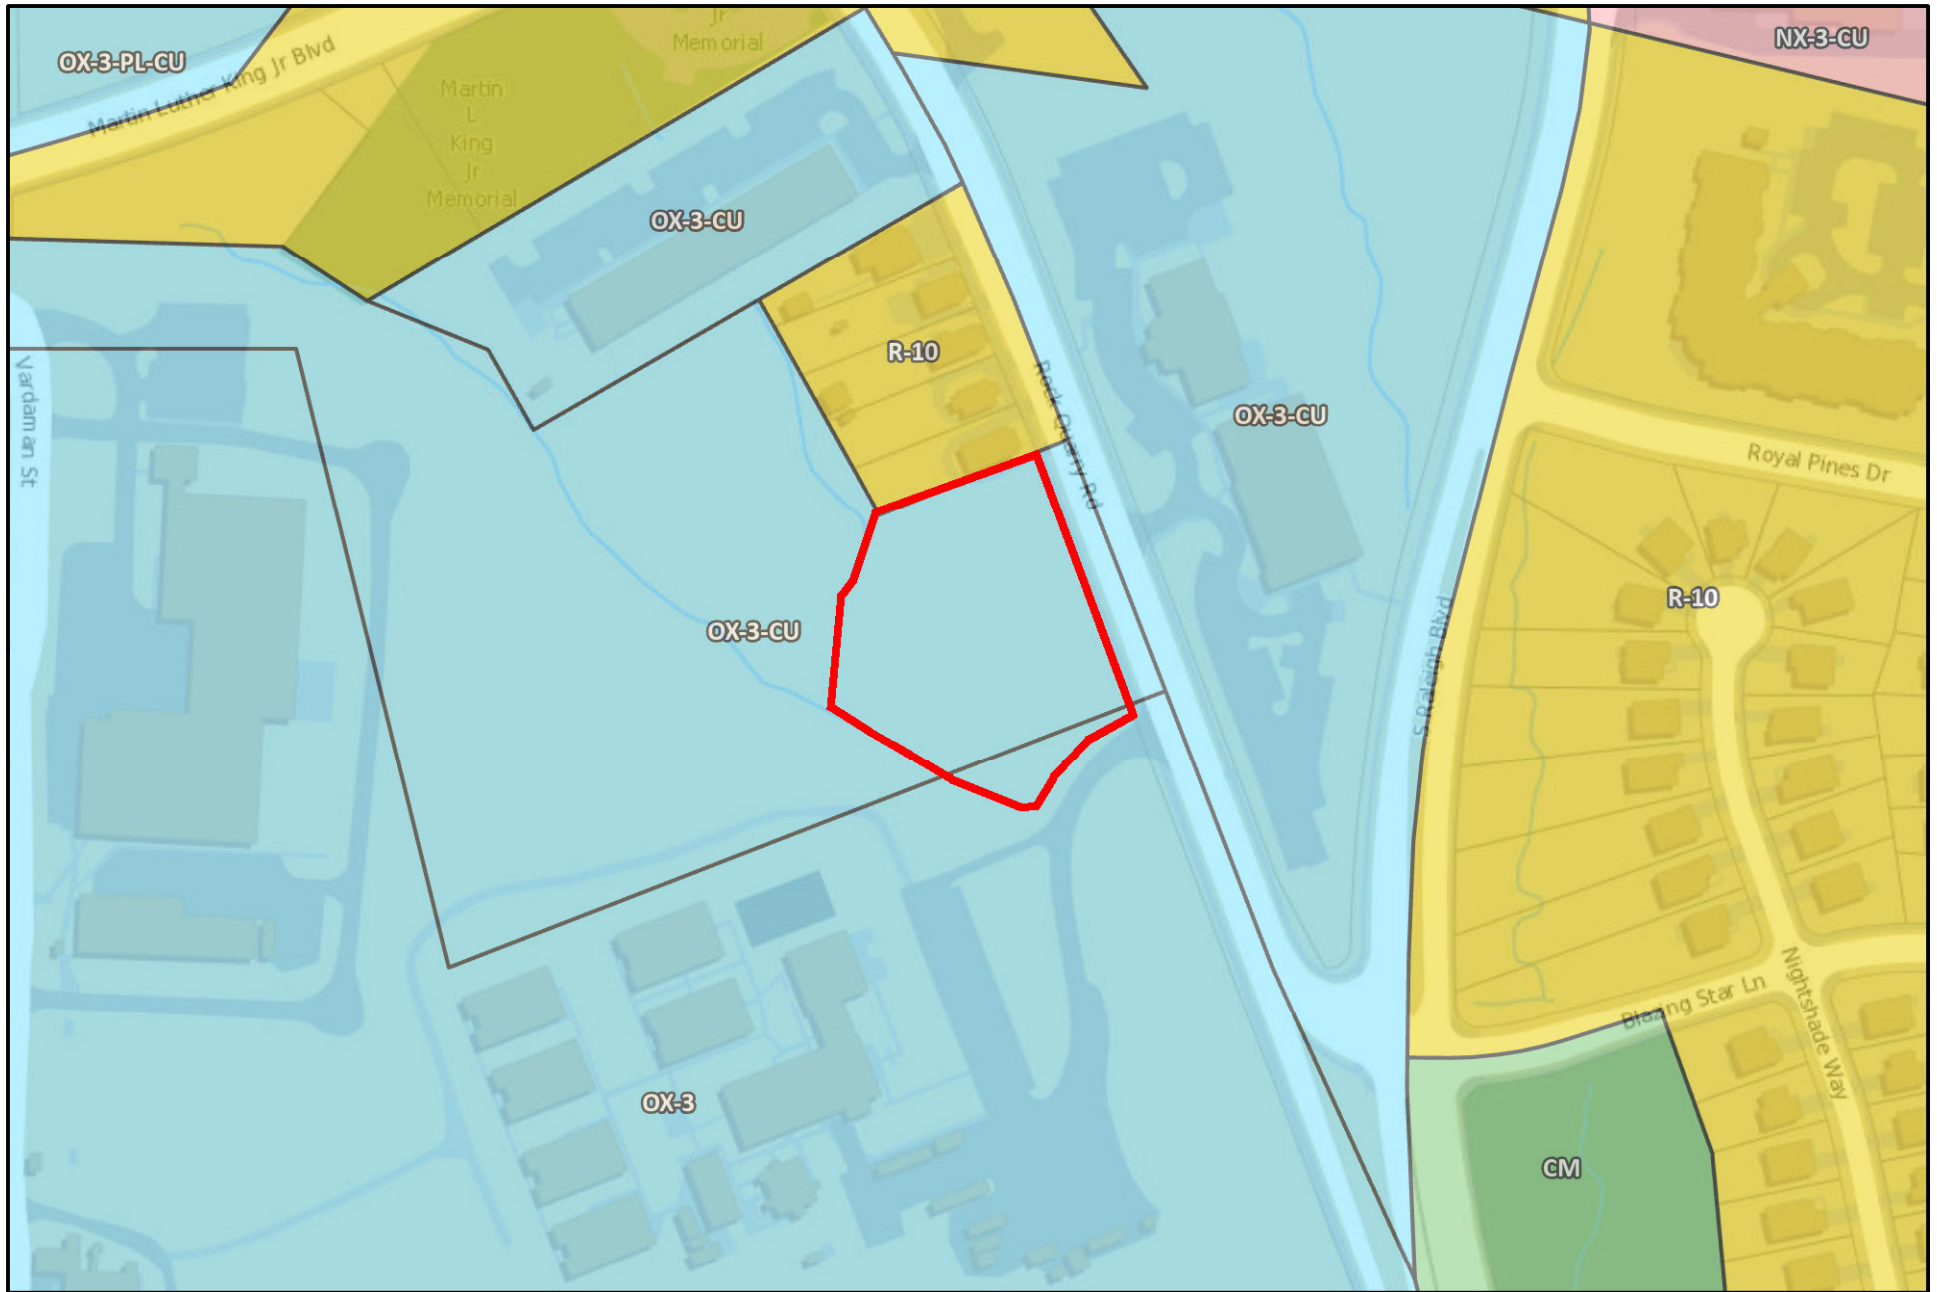 Jr
Memorial
NX-3-CU
OX-3-PL-CU
Martin Luther King Jr Blvd
Martin
L
King
Jr
Memorial
OX-3-CU
R-10
Rock Quarry Rd
Vardaman St
OX-3-CU
Royal Pines Dr
R-10
OX-3-CU
S Raleigh Blvd
Nightshade Way
Blazing Star Ln
OX-3
CM